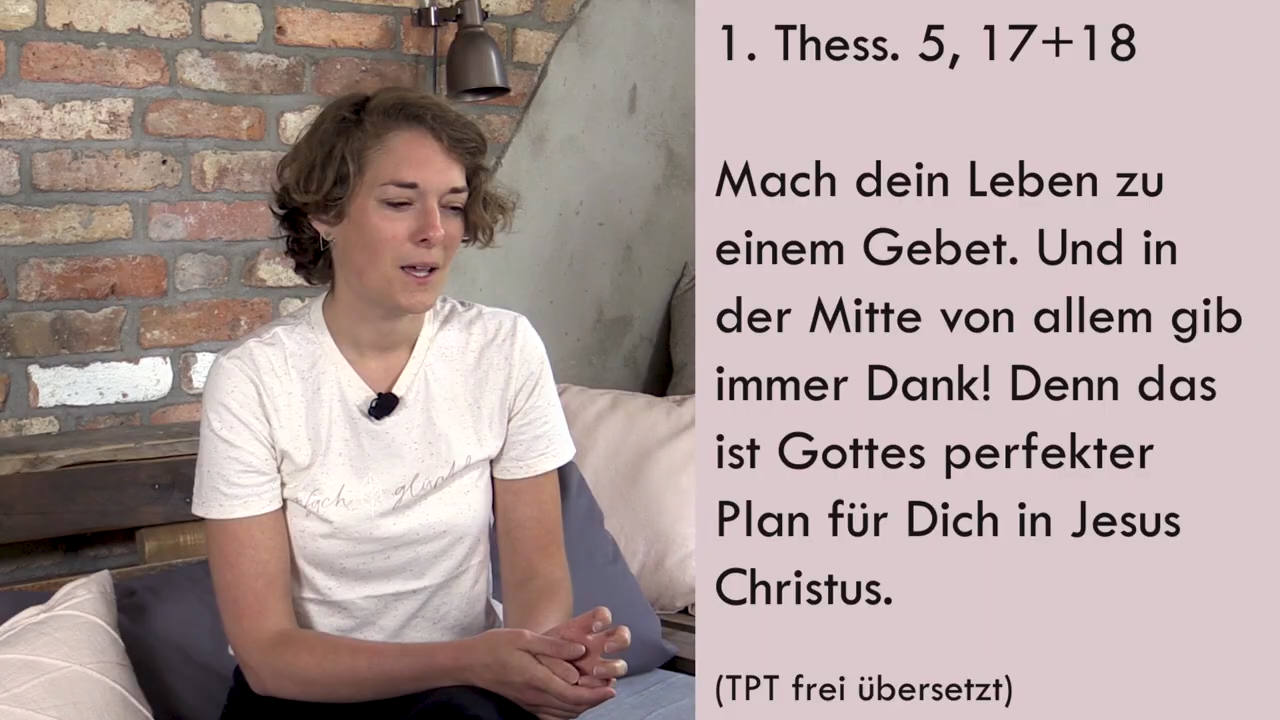 1. Thess. 5, 17+18
Mach dein Leben zu
einem Gebet. Und in
der Mitte von allem gib
immer Dank! Denn das
ist Gottes perfekter
Plan für Dich in Jesus
Christus.
(TPT frei übersetzt)